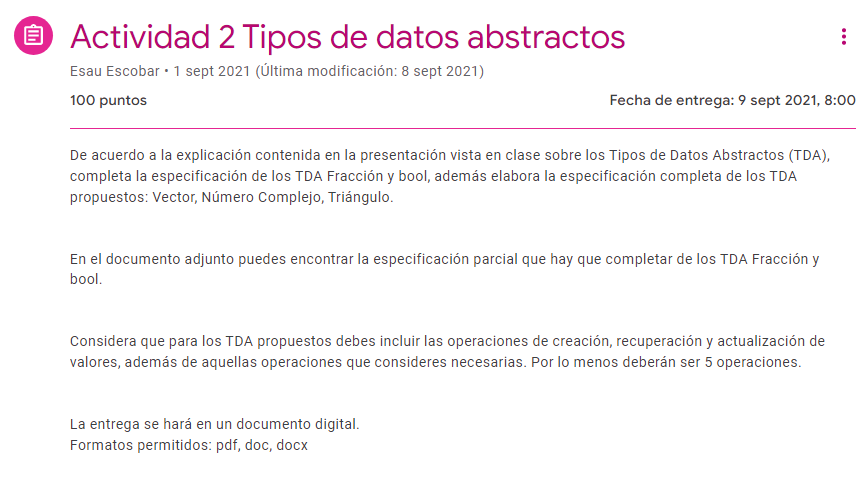 Actividad 2 Tipos de datos abstractos
Esau Escobar • 1 sept 2021 (Última modificación: 8 sept 2021)
100 puntos
Fecha de entrega: 9 sept 2021, 8:00
De acuerdo a la explicación contenida en la presentación vista en clase sobre los Tipos de Datos Abstractos (TDA),
completa la especificación de los TDA Fracción y bool, además elabora la especificación completa de los TDA
propuestos: Vector, Número Complejo, Triángulo.
En el documento adjunto puedes encontrar la especificación parcial que hay que completar de los TDA Fracción y
bool.
Considera que para los TDA propuestos debes incluir las operaciones de creación, recuperación y actualización de
valores, además de aquellas operaciones que consideres necesarias. Por lo menos deberán ser 5 operaciones.
La entrega se hará en un documento digital.
Formatos permitidos: pdf, doc, docx